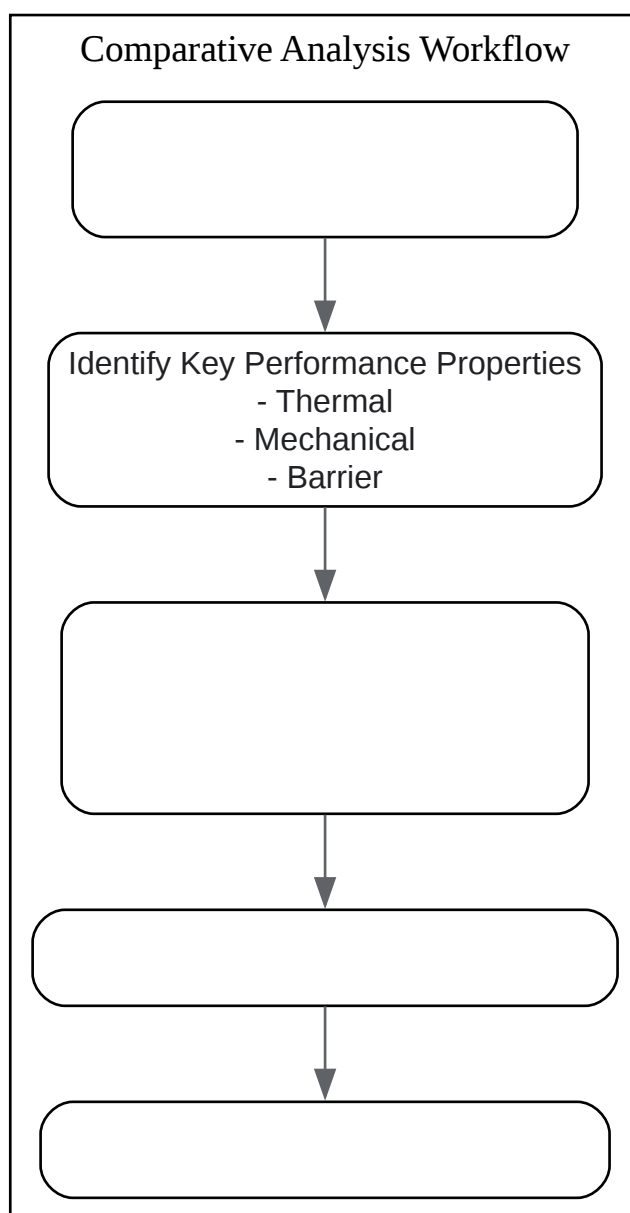 Comparative Analysis Workflow
Identify Key Performance Properties
- Thermal
- Mechanical
- Barrier